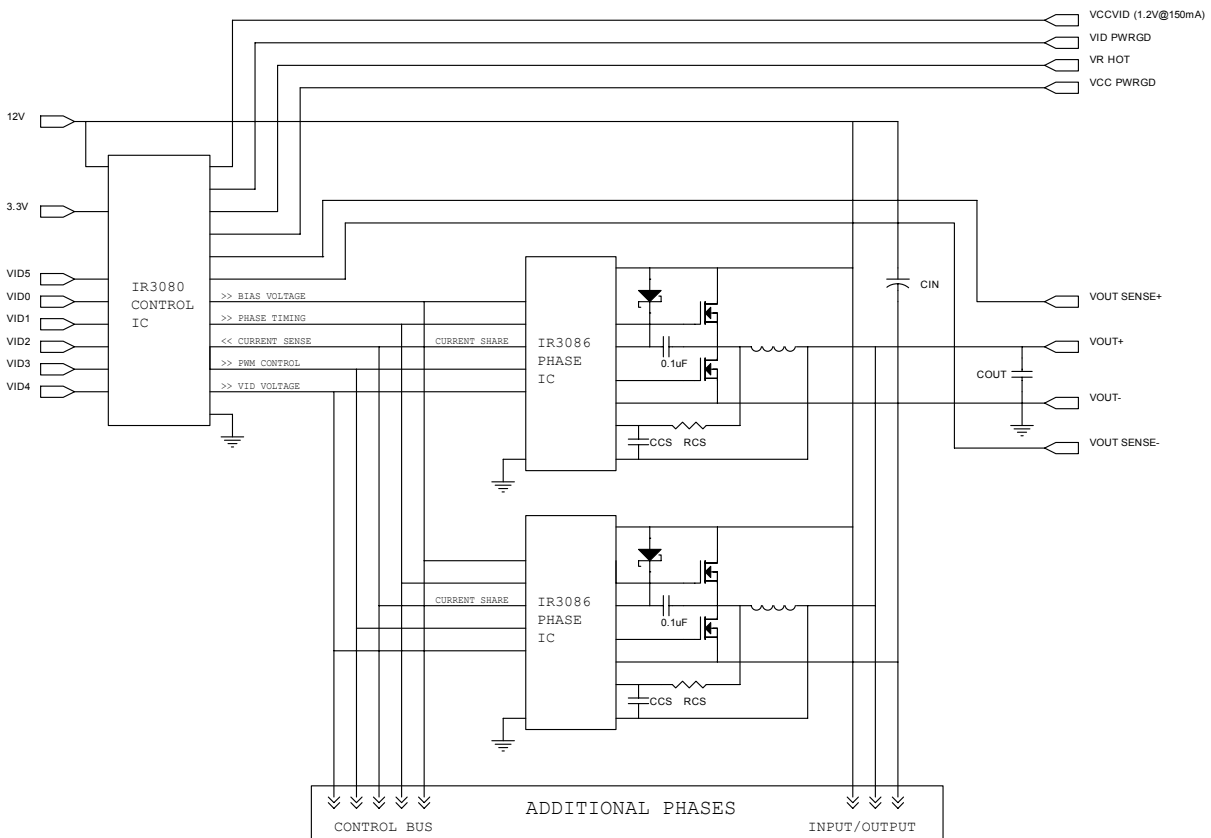 VCCVID (1.2V@150mA)
VID PWRGD
VR HOT
VCC PWRGD
12V
3.3V
VID5
VID0
VID1
VID2
VID3
VID4
IR3080
CONTROL
IC
>> BIAS VOLTAGE
>> PHASE TIMING
<< CURRENT SENSE
>> PWM CONTROL
>> VID VOLTAGE
CURRENT SHARE
IR3086
PHASE
IC
0.1uF
CCS RCS
CIN
VOUT SENSE+
VOUT+
COUT
VOUT-
VOUT SENSE-
CURRENT SHARE
IR3086
PHASE
IC
0.1uF
CCS RCS
ADDITIONAL PHASES
CONTROL BUS
INPUT/OUTPUT